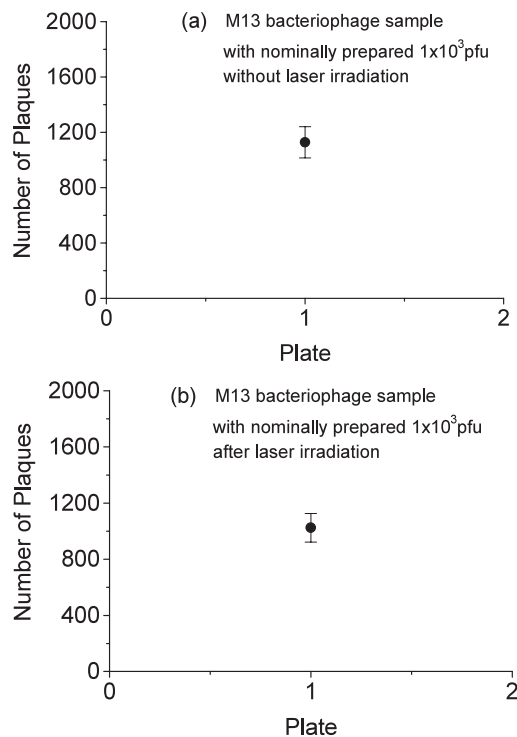 (a) M13 bacteriophage sample
with nominally prepared 1x10³pfu
without laser irradiation
2000
1600
1200
800
400
0
0 1 2
Number of Plaques
Plate
(b) M13 bacteriophage sample
with nominally prepared 1x10³pfu
after laser irradiation
2000
1600
1200
800
400
0
0 1 2
Number of Plaques
Plate